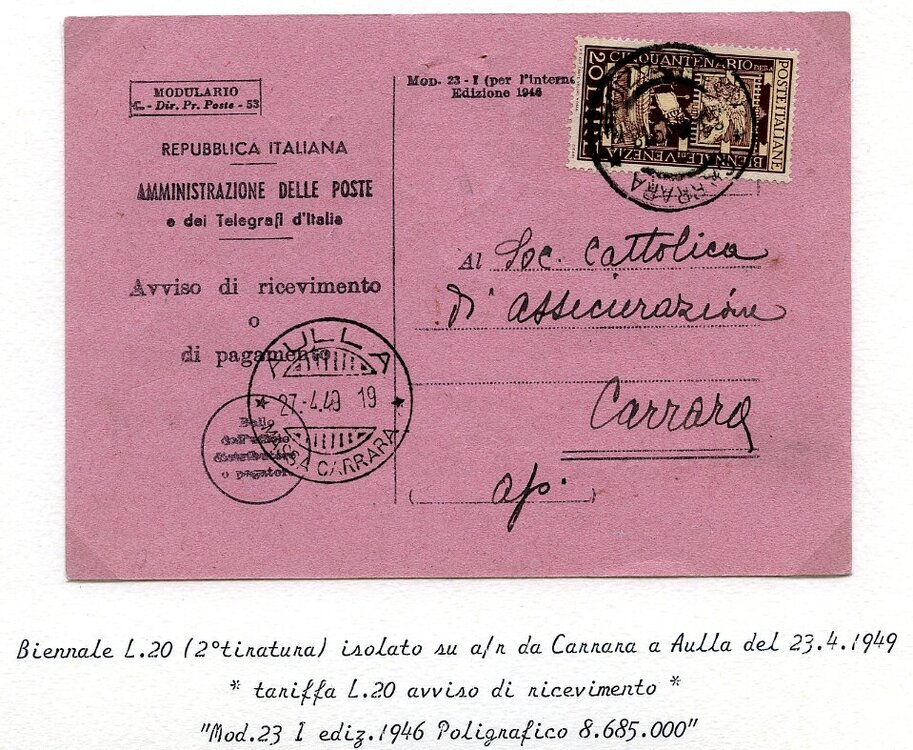 MODULARIO
C. - Dir. Pr. Poste - 53
REPUBBLICA ITALIANA
AMMINISTRAZIONE DELLE POSTE
e dei Telegrafi d'Italia
Avviso di ricevimento
o
di pagamento
AULLA
27.4.49 19
MASSA CARRARA
Bollo
dell'ufficio
distributore
o pagatore
Mod. 23 - I (per l'interno
Edizione 1946
CINQUANTENARIO DELLA
BIENNALE DI VENEZIA
POSTE ITALIANE
20 LIRE
CARRARA
Al Soc. Cattolica
di assicurazione
Carrara
ap.
Biennale L.20 (2°tiratura) isolato su a/r da Carrara a Aulla del 23.4.1949
* tariffa L.20 avviso di ricevimento *
"Mod.23 I ediz.1946 Poligrafico 8.685.000"